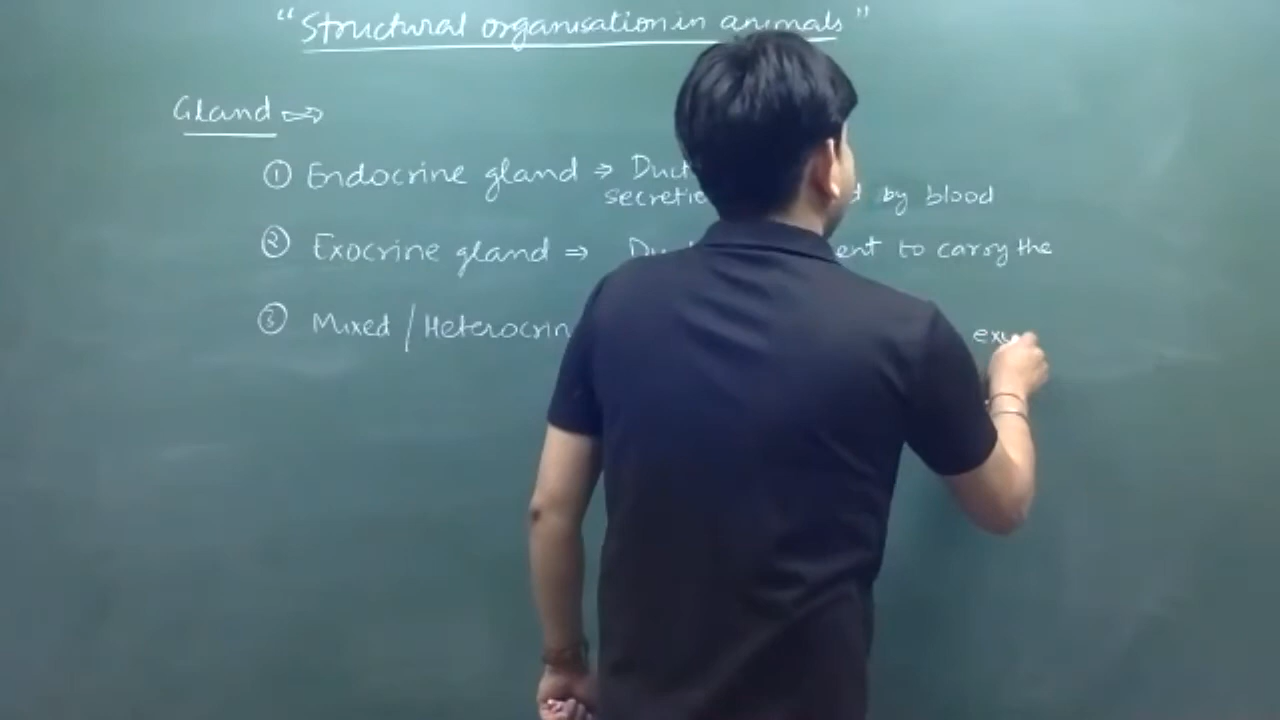 "Structural organisation in animals"
Gland ⇒
① Endocrine gland ⇒ Duct
secretio by blood
② Exocrine gland ⇒ Du ent to carry the
③ Mixed / Heterocrin